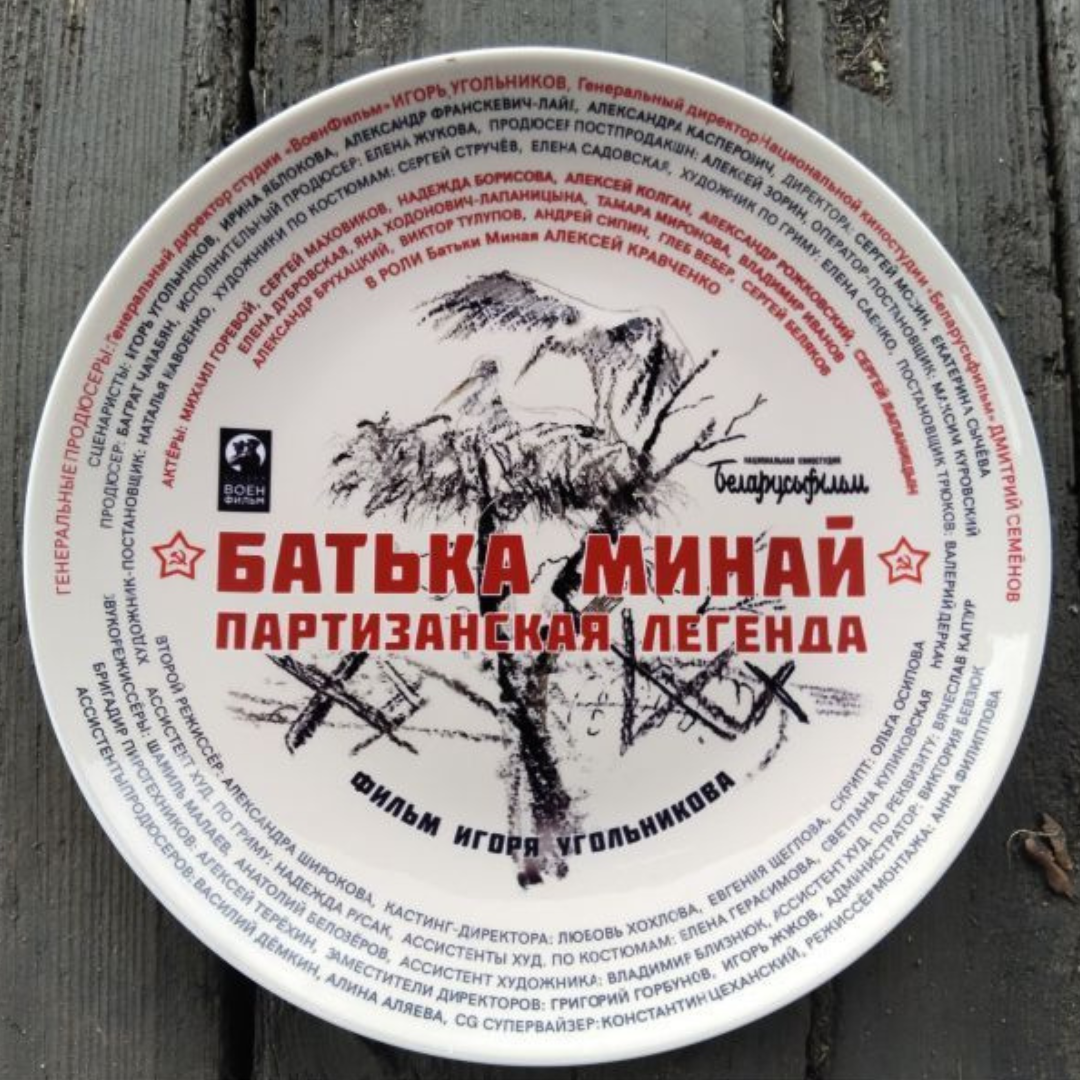 ГЕНЕРАЛЬНЫЕ ПРОДЮСЕРЫ: Генеральный директор студии «ВоенФильм» ИГОРЬ УГОЛЬНИКОВ, Генеральный директор Национальной киностудии «Беларусьфильм» ДМИТРИЙ СЕМЁНОВ
СЦЕНАРИСТЫ: ИГОРЬ УГОЛЬНИКОВ, ИРИНА ЯБЛОКОВА, АЛЕКСАНДР ФРАНСКЕВИЧ-ЛАЙЕ, АЛЕКСАНДРА КАСПЕРОВИЧ, ДИРЕКТОРА: СЕРГЕЙ МОСИН, ЕКАТЕРИНА СЫЧЁВА
ПРОДЮСЕР: БАГРАТ ЧАЧАБЯН, ИСПОЛНИТЕЛЬНЫЙ ПРОДЮСЕР: ЕЛЕНА ЖУКОВА, ПРОДЮСЕР ПОСТПРОДАКШН: АЛЕКСЕЙ ЗОРИН, ОПЕРАТОР-ПОСТАНОВЩИК: МАКСИМ КУРОВСКИЙ
ХУДОЖНИК-ПОСТАНОВЩИК: НАТАЛЬЯ НАВОЕНКО, ХУДОЖНИКИ ПО КОСТЮМАМ: СЕРГЕЙ СТРУЧЁВ, ЕЛЕНА САДОВСКАЯ, ХУДОЖНИК ПО ГРИМУ: ЕЛЕНА САЕЧКО, ПОСТАНОВЩИК ТРЮКОВ: ВАЛЕРИЙ ДЕРКАЧ
АКТЁРЫ: МИХАИЛ ГОРЕВОЙ, СЕРГЕЙ МАХОВИКОВ, НАДЕЖДА БОРИСОВА, АЛЕКСЕЙ КОЛГАН, АЛЕКСАНДР РОЖКОВСКИЙ, СЕРГЕЙ ЛАПАНИЦЫН
ЕЛЕНА ДУБРОВСКАЯ, ЯНА ХОДОНОВИЧ-ЛАПАНИЦЫНА, ТАМАРА МИРОНОВА, ВЛАДИМИР ИВАНОВ
АЛЕКСАНДР БРУХАЦКИЙ, ВИКТОР ТУЛУПОВ, АНДРЕЙ СИПИН, ГЛЕБ ВЕБЕР, СЕРГЕЙ БЕЛЯКОВ
В РОЛИ Батьки Миная АЛЕКСЕЙ КРАВЧЕНКО
ВОЕН
ФИЛЬМ
НАЦИОНАЛЬНАЯ КИНОСТУДИЯ
Беларусьфільм
БАТЬКА МИНАЙ
ПАРТИЗАНСКАЯ ЛЕГЕНДА
ФИЛЬМ ИГОРЯ УГОЛЬНИКОВА
ВТОРОЙ РЕЖИССЁР: АЛЕКСАНДРА ШИРОКОВА, КАСТИНГ-ДИРЕКТОРА: ЛЮБОВЬ ХОХЛОВА, ЕВГЕНИЯ ЩЕГЛОВА, СКРИПТ: ОЛЬГА ОСИПОВА
АССИСТЕНТ ХУД. ПО ГРИМУ: НАДЕЖДА РУСАК, АССИСТЕНТЫ ХУД. ПО КОСТЮМАМ: ЕЛЕНА ГЕРАСИМОВА, СВЕТЛАНА КУЛИКОВСКАЯ
ЗВУКОРЕЖИССЁРЫ: ШАМИЛЬ МАЛАЕВ, АНАТОЛИЙ БЕЛОЗЁРОВ, АССИСТЕНТ ХУДОЖНИКА: ВЛАДИМИР БЛИЗНЮК, АССИСТЕНТ ХУД. ПО РЕКВИЗИТУ: ВЯЧЕСЛАВ КАПУР
БРИГАДИР ПИРОТЕХНИКОВ: АЛЕКСЕЙ ТЕРЁХИН, ЗАМЕСТИТЕЛИ ДИРЕКТОРОВ: ГРИГОРИЙ ГОРБУНОВ, ИГОРЬ ЖУКОВ, АДМИНИСТРАТОР: ВИКТОРИЯ БЕВЗЮК
АССИСТЕНТЫ ПРОДЮСЕРОВ: ВАСИЛИЙ ДЁМКИН, АЛИНА АЛЯЕВА, CG СУПЕРВАЙЗЕР: КОНСТАНТИН ЦЕХАНСКИЙ, РЕЖИССЁР МОНТАЖА: АННА ФИЛИППОВА